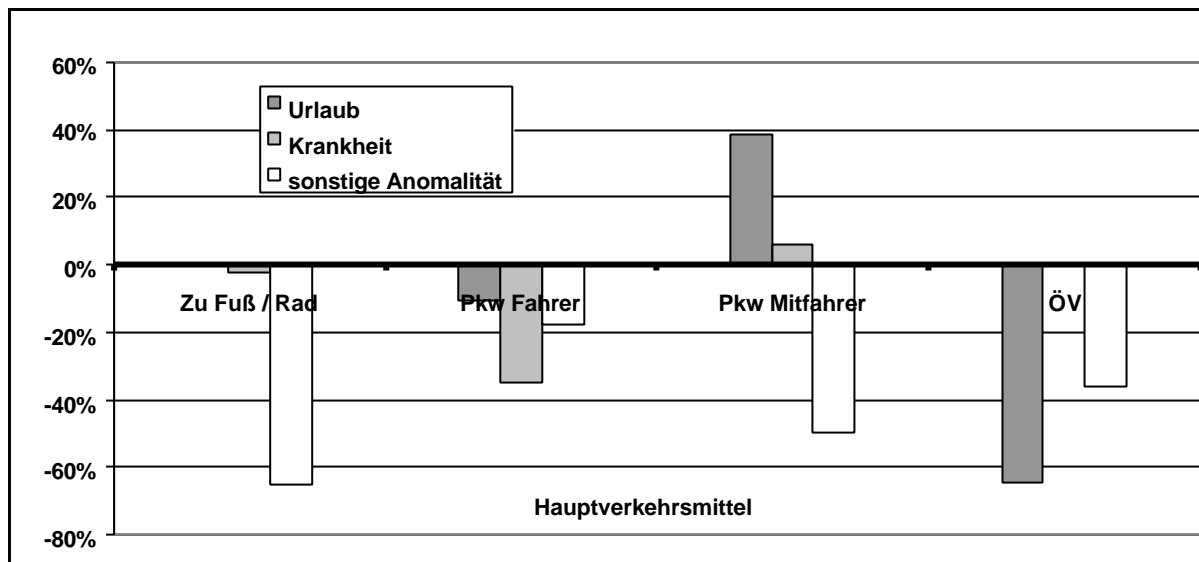 60%
40%
20%
0%
-20%
-40%
-60%
-80%
Urlaub
Krankheit
sonstige Anomalität
Zu Fuß / Rad
Pkw Fahrer
Pkw Mitfahrer
ÖV
Hauptverkehrsmittel